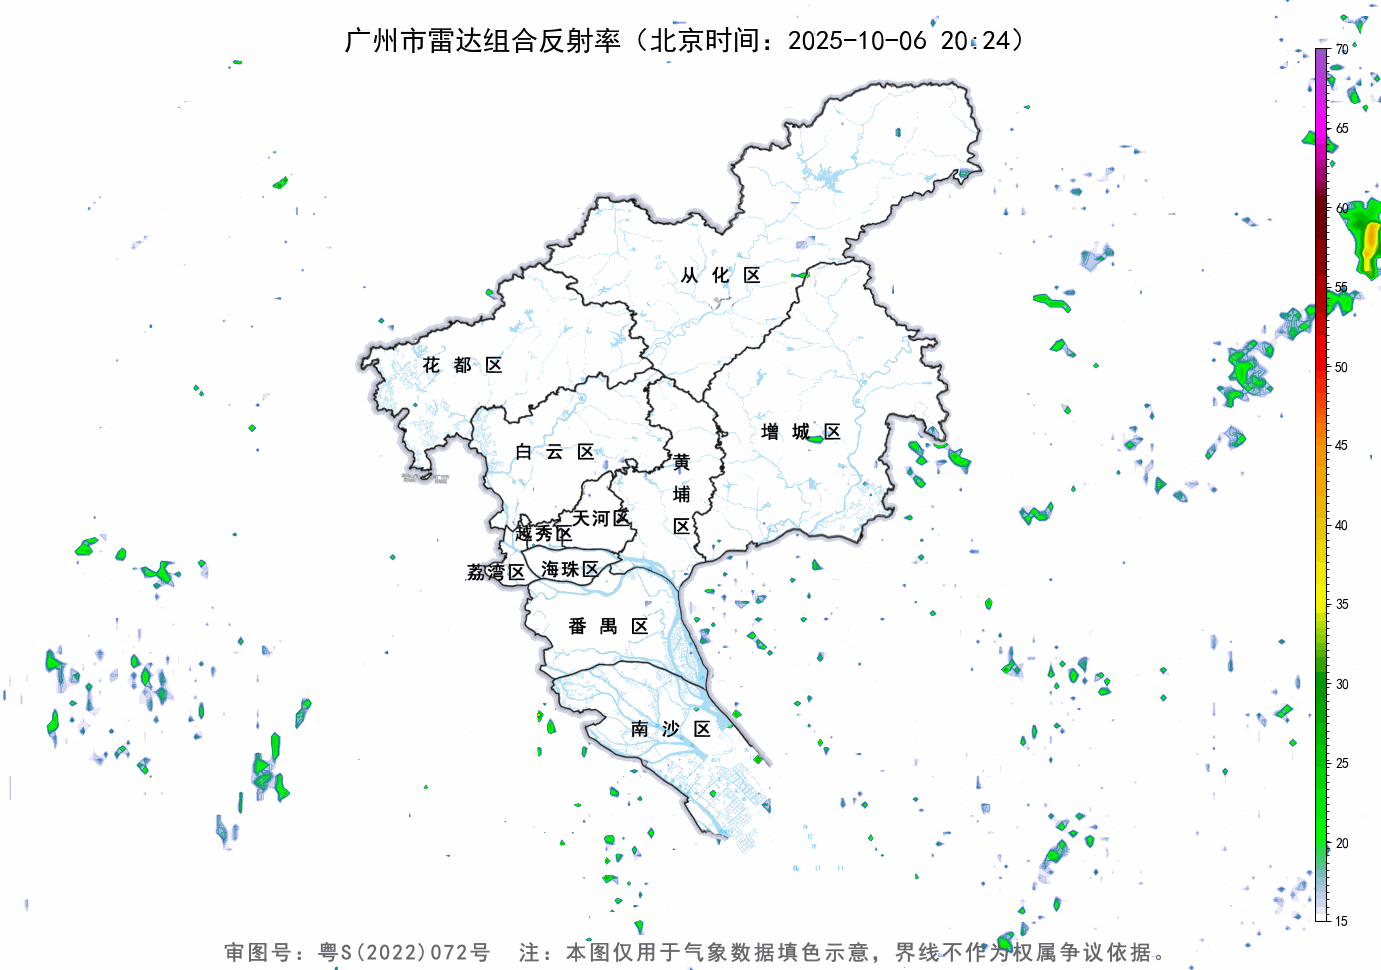 广州市雷达组合反射率（北京时间：2025-10-06 20:24）
70
65
60
55
50
45
40
35
30
25
20
15
从化区
花都区
增城区
白云区
黄埔区
天河区
越秀区
荔湾区
海珠区
番禺区
南沙区
审图号：粤S(2022)072号 注：本图仅用于气象数据填色示意，界线不作为权属争议依据。